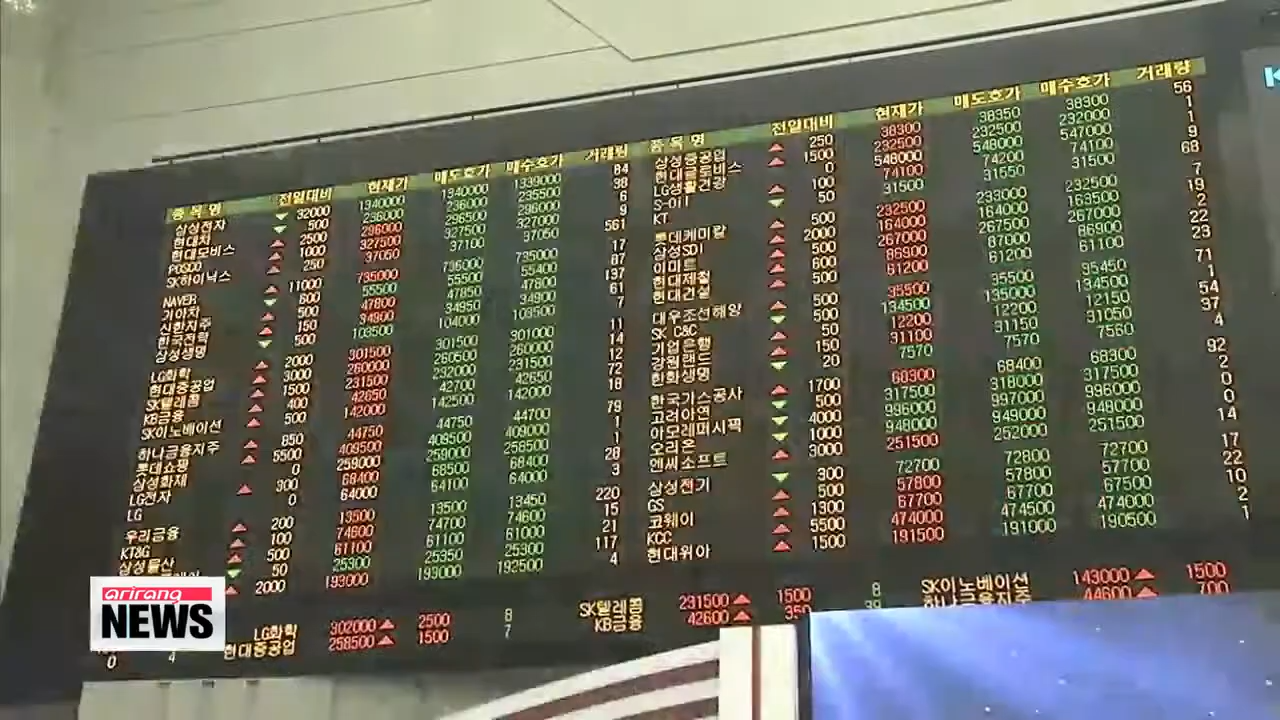 종목명 전일대비 현재가 매도호가 매수호가 거래량
삼성전자 ▼ 32000 1340000 1340000 1339000 84
현대차 ▼ 500 236000 236000 235500 38
현대모비스 ▲ 2500 296000 296500 296000 6
POSCO ▲ 1000 327500 327500 327000 9
SK하이닉스 ▲ 250 37050 37100 37050 561
NAVER ▲ 11000 735000 736000 735000 17
기아차 ▼ 600 55500 55500 55400 87
신한지주 ▲ 500 47800 47850 47800 137
한국전력 ▲ 150 34900 34950 34900 61
삼성생명 ▼ 500 103500 104000 103500 7
LG화학 ▲ 2000 301500 301500 301000 11
현대중공업 ▲ 3000 260000 260500 260000 14
SK텔레콤 ▲ 1500 231500 232000 231500 12
KB금융 ▲ 400 42650 42700 42650 72
SK이노베이션 ▲ 500 142000 142500 142000 18
하나금융지주 ▲ 850 44750 44750 44700 79
롯데쇼핑 ▲ 5500 409500 409500 409000 1
삼성화재 0 259000 259000 258500 1
LG전자 ▲ 300 68400 68500 68400 28
LG 0 64000 64100 64000 3
우리금융 ▲ 200 13500 13500 13450 220
KT&G ▲ 100 74600 74700 74600 15
삼성물산 ▲ 500 61100 61100 61000 21
▼ 50 25300 25350 25300 117
▲ 2000 193000 193000 192500 4
종목명 전일대비 현재가 매도호가 매수호가 거래량
삼성중공업 ▲ 250 38300 38350 38300 56
현대글로비스 ▲ 1500 232500 232500 232000 1
LG생활건강 0 548000 548000 547000 1
S-Oil ▲ 100 74100 74200 74100 9
KT ▼ 50 31500 31550 31500 68
롯데케미칼 ▲ 500 232500 233000 232500 7
삼성SDI ▲ 2000 164000 164000 163500 19
이마트 ▲ 500 267000 267000 2
현대제철 ▲ 600 86900 87000 86900 22
현대건설 ▲ 500 61200 61200 61100 23
대우조선해양 ▲ 500 35500 35500 35450 71
SK C&C ▼ 500 134500 135000 134500 1
기업은행 ▲ 50 12200 12200 12150 54
강원랜드 ▲ 150 31100 31150 31050 37
한화생명 ▼ 20 7570 7570 7560 4
한국가스공사 ▲ 1700 68300 68400 68300 92
고려아연 ▼ 500 317500 318000 317500 2
아모레퍼시픽 ▼ 4000 996000 997000 996000 0
오리온 ▼ 1000 948000 949000 948000 0
엔씨소프트 ▲ 3000 251500 252000 251500 14
삼성전기 ▼ 300 72700 72800 72700 17
GS ▲ 500 57800 57800 57700 22
코웨이 ▲ 1300 67700 67700 67500 10
KCC ▲ 5500 474000 474500 474000 2
현대위아 ▲ 1500 191500 191000 190500 1
LG화학 302000 ▲ 2500 8 SK텔레콤 231500 ▲ 1500 8 SK이노베이션 143000 ▲ 1500
0 4 현대중공업 258500 ▲ 1500 7 KB금융 42600 ▲ 350 39 하나금융지주 44600 ▲ 700
arirang
NEWS